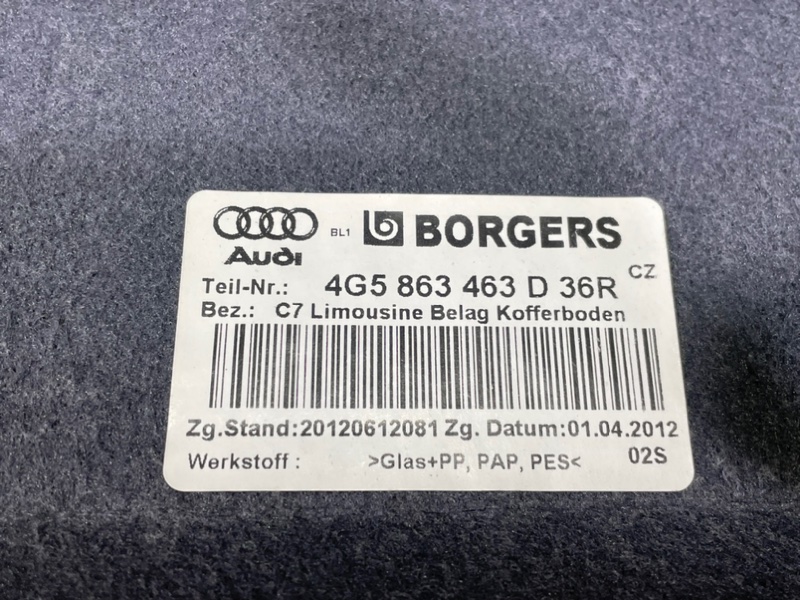 BL1 BORGERS
Audi
CZ
Teil-Nr.: 4G5 863 463 D 36R
Bez.: C7 Limousine Belag Kofferboden
Zg.Stand:20120612081 Zg. Datum:01.04.2012
Werkstoff : >Glas+PP, PAP, PES< 02S